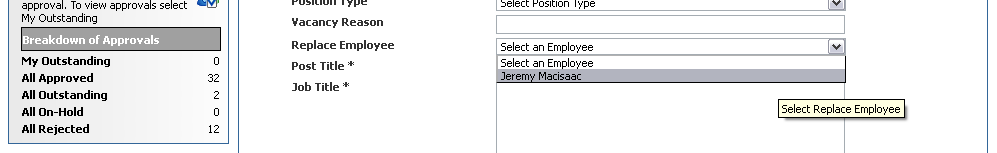 approval. To view approvals select
My Outstanding
Breakdown of Approvals
My Outstanding 0
All Approved 32
All Outstanding 2
All On-Hold 0
All Rejected 12
Position Type Select Position Type
Vacancy Reason
Replace Employee Select an Employee
Select an Employee
Post Title *
Jeremy Macisaac
Job Title *
Select Replace Employee